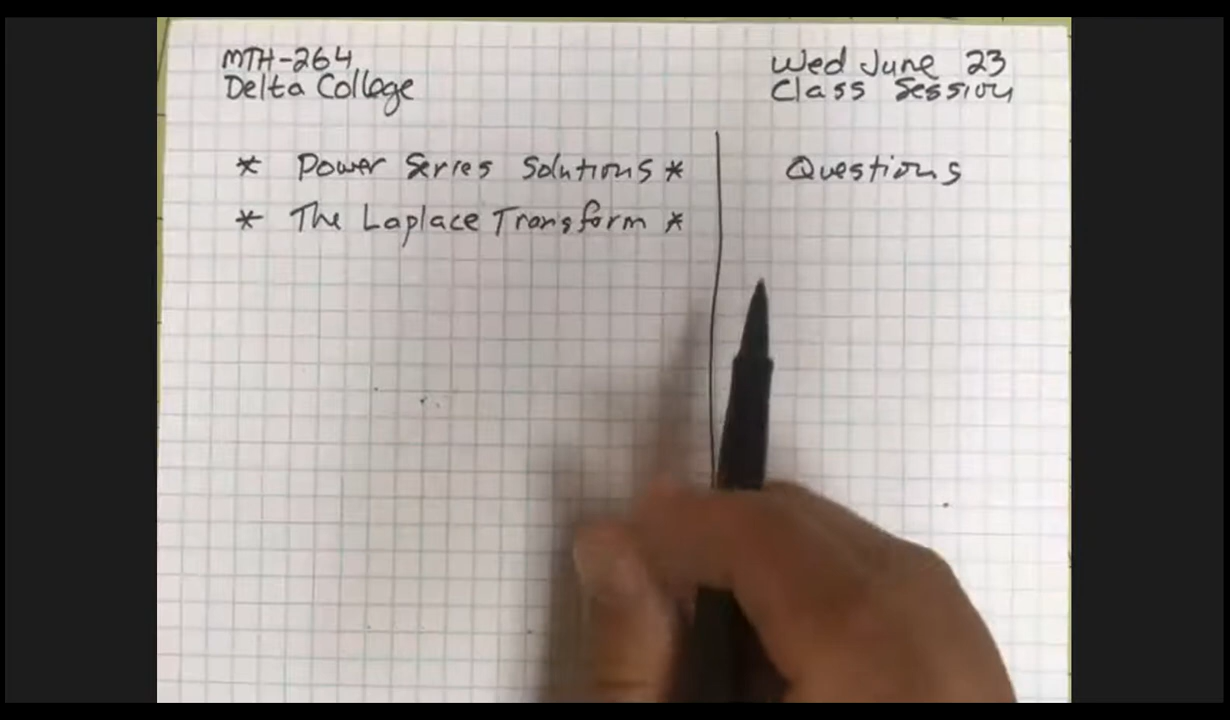 MTH-264
Delta College
Wed June 23
Class Session
* Power Series Solutions *
* The Laplace Transform *
Questions